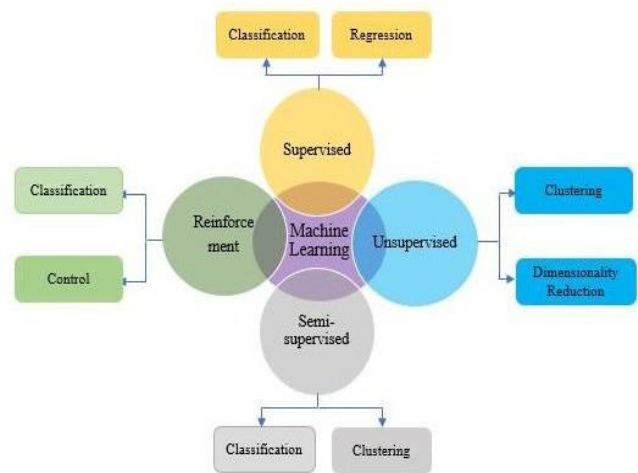 Classification
Regression
Supervised
Classification
Control
Reinforce
ment
Machine
Learning
Unsupervised
Clustering
Dimensionality
Reduction
Semi-
supervised
Classification
Clustering